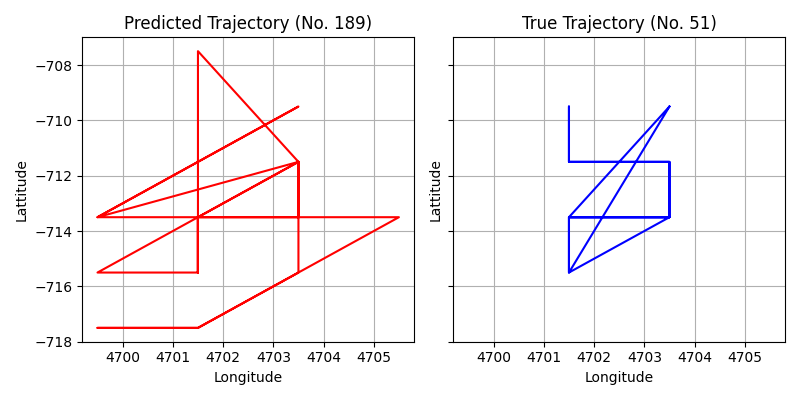 Predicted Trajectory (No. 189)
True Trajectory (No. 51)
Lattitude
−708
−710
−712
−714
−716
−718
4700 4701 4702 4703 4704 4705
Longitude
Lattitude
4700 4701 4702 4703 4704 4705
Longitude